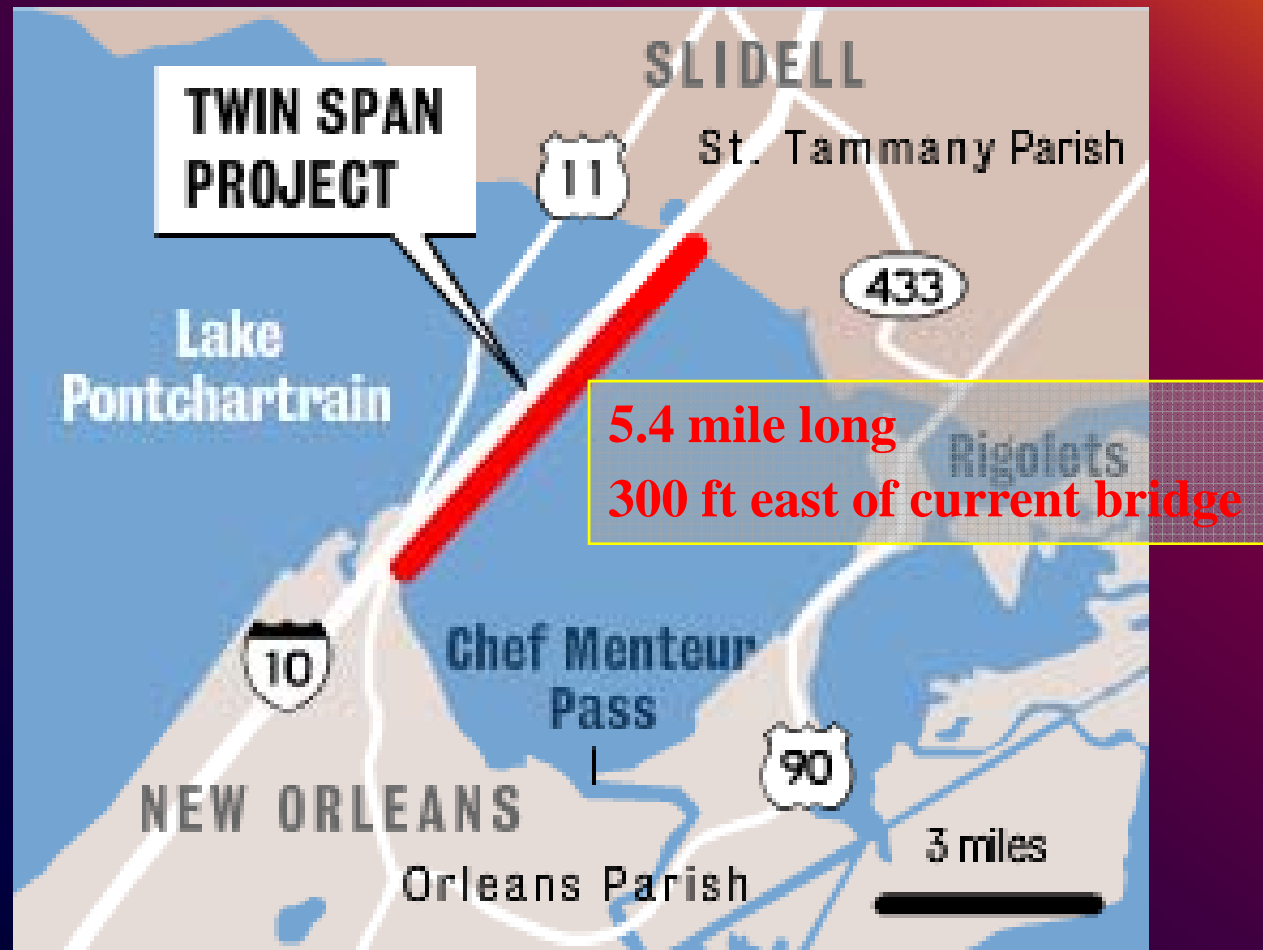 SLIDELL
TWIN SPAN
PROJECT
St. Tammany Parish
11
433
Lake
Pontchartrain
5.4 mile long
300 ft east of current bridge
Rigolets
10
Chef Menteur
Pass
90
NEW ORLEANS
3 miles
Orleans Parish